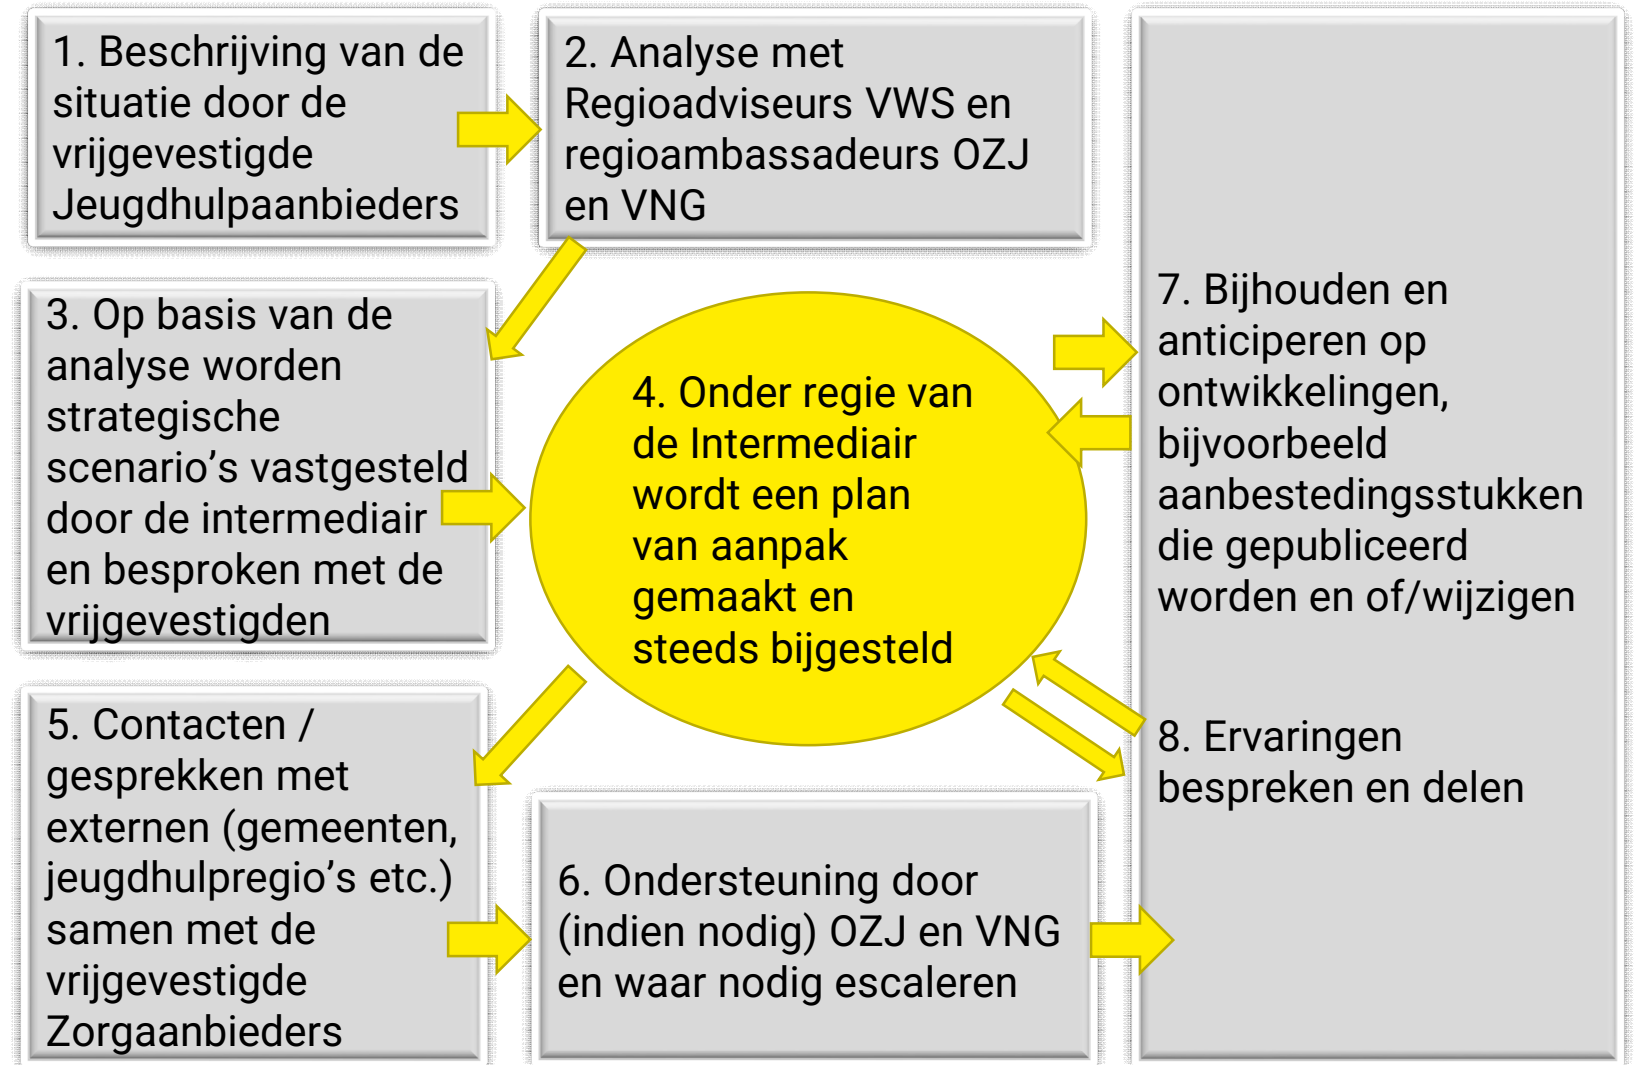 1. Beschrijving van de
situatie door de
vrijgevestigde
Jeugdhulpaanbieders
2. Analyse met
Regioadviseurs VWS en
regioambassadeurs OZJ
en VNG
3. Op basis van de
analyse worden
strategische
scenario’s vastgesteld
door de intermediair
en besproken met de
vrijgevestigden
4. Onder regie van
de Intermediair
wordt een plan
van aanpak
gemaakt en
steeds bijgesteld
5. Contacten /
gesprekken met
externen (gemeenten,
jeugdhulpregio’s etc.)
samen met de
vrijgevestigde
Zorgaanbieders
6. Ondersteuning door
(indien nodig) OZJ en VNG
en waar nodig escaleren
7. Bijhouden en
anticiperen op
ontwikkelingen,
bijvoorbeeld
aanbestedingsstukken
die gepubliceerd
worden en of/wijzigen
8. Ervaringen
bespreken en delen